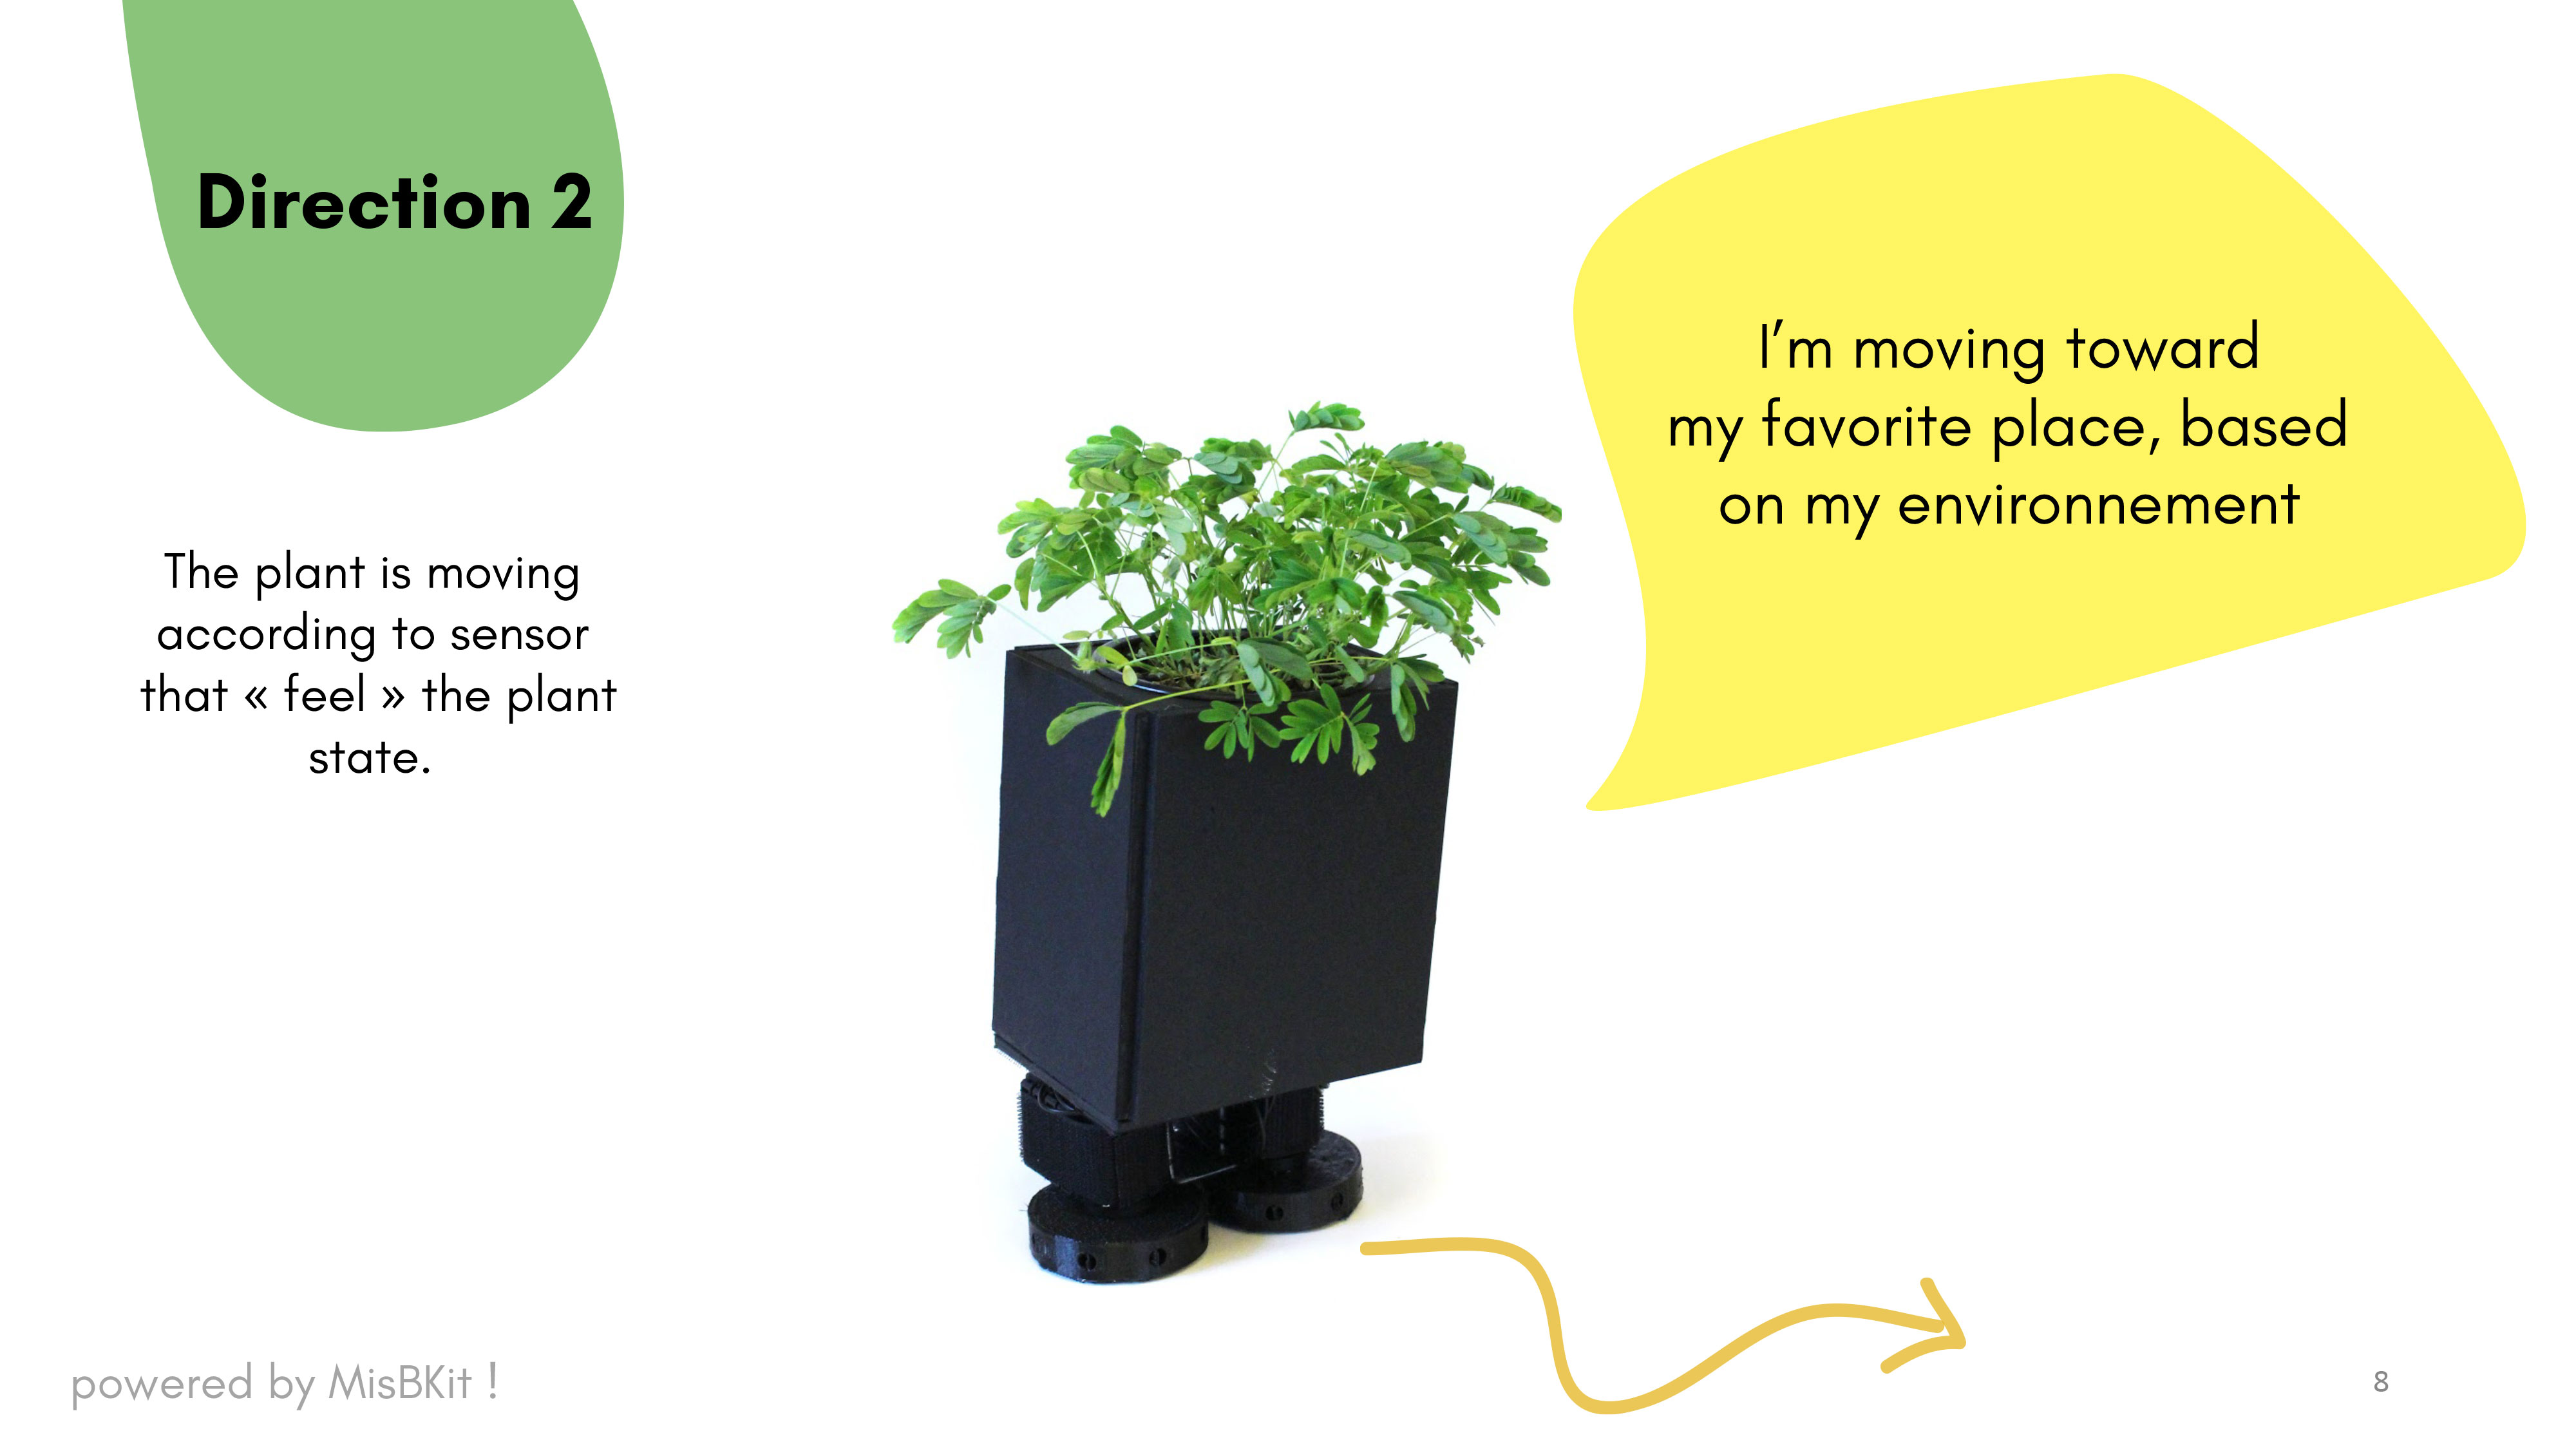 Direction 2
The plant is moving
according to sensor
that « feel » the plant
state.
I’m moving toward
my favorite place, based
on my environnement
powered by MisBKit !
8